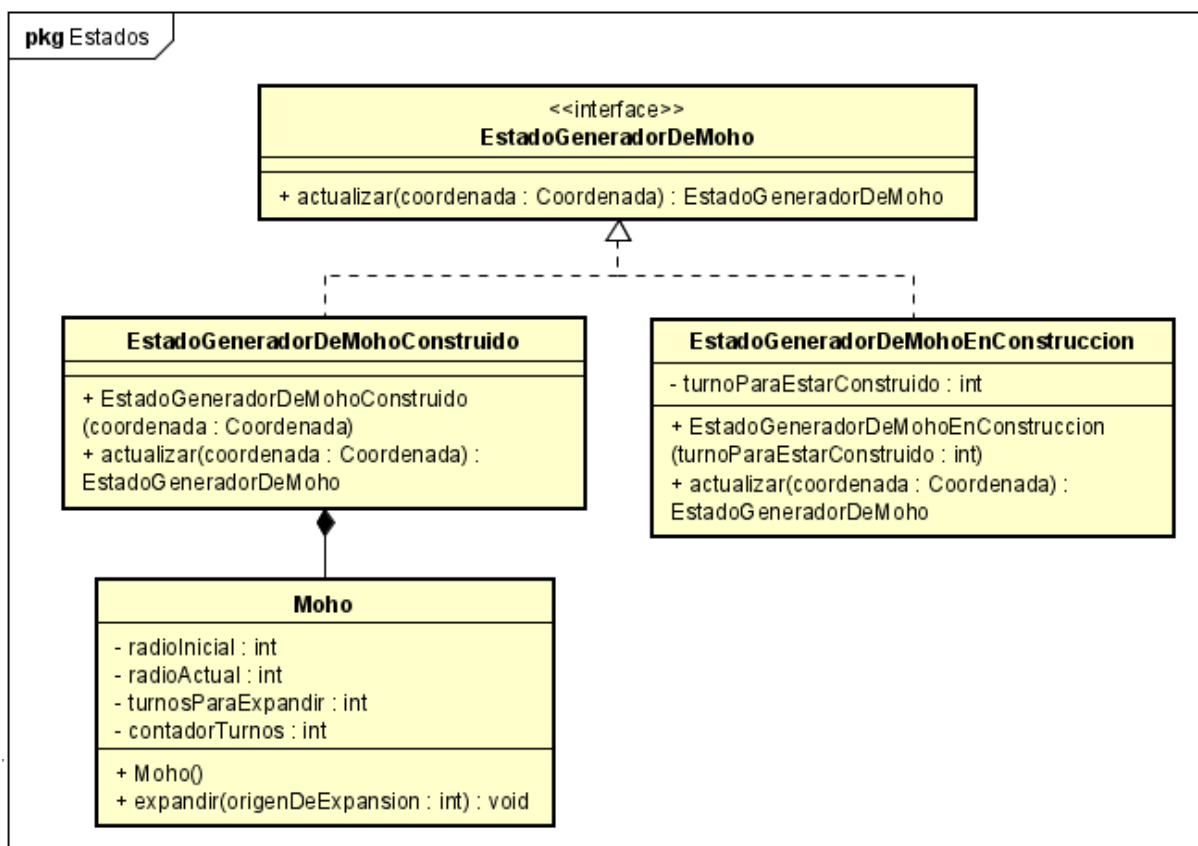 pkg Estados
<<interface>>
EstadoGeneradorDeMoho
+ actualizar(coordenada : Coordenada) : EstadoGeneradorDeMoho
EstadoGeneradorDeMohoConstruido
+ EstadoGeneradorDeMohoConstruido
(coordenada : Coordenada)
+ actualizar(coordenada : Coordenada) :
EstadoGeneradorDeMoho
EstadoGeneradorDeMohoEnConstruccion
- turnoParaEstarConstruido : int
+ EstadoGeneradorDeMohoEnConstruccion
(turnoParaEstarConstruido : int)
+ actualizar(coordenada : Coordenada) :
EstadoGeneradorDeMoho
Moho
- radioInicial : int
- radioActual : int
- turnosParaExpandir : int
- contadorTurnos : int
+ Moho()
+ expandir(origenDeExpansion : int) : void